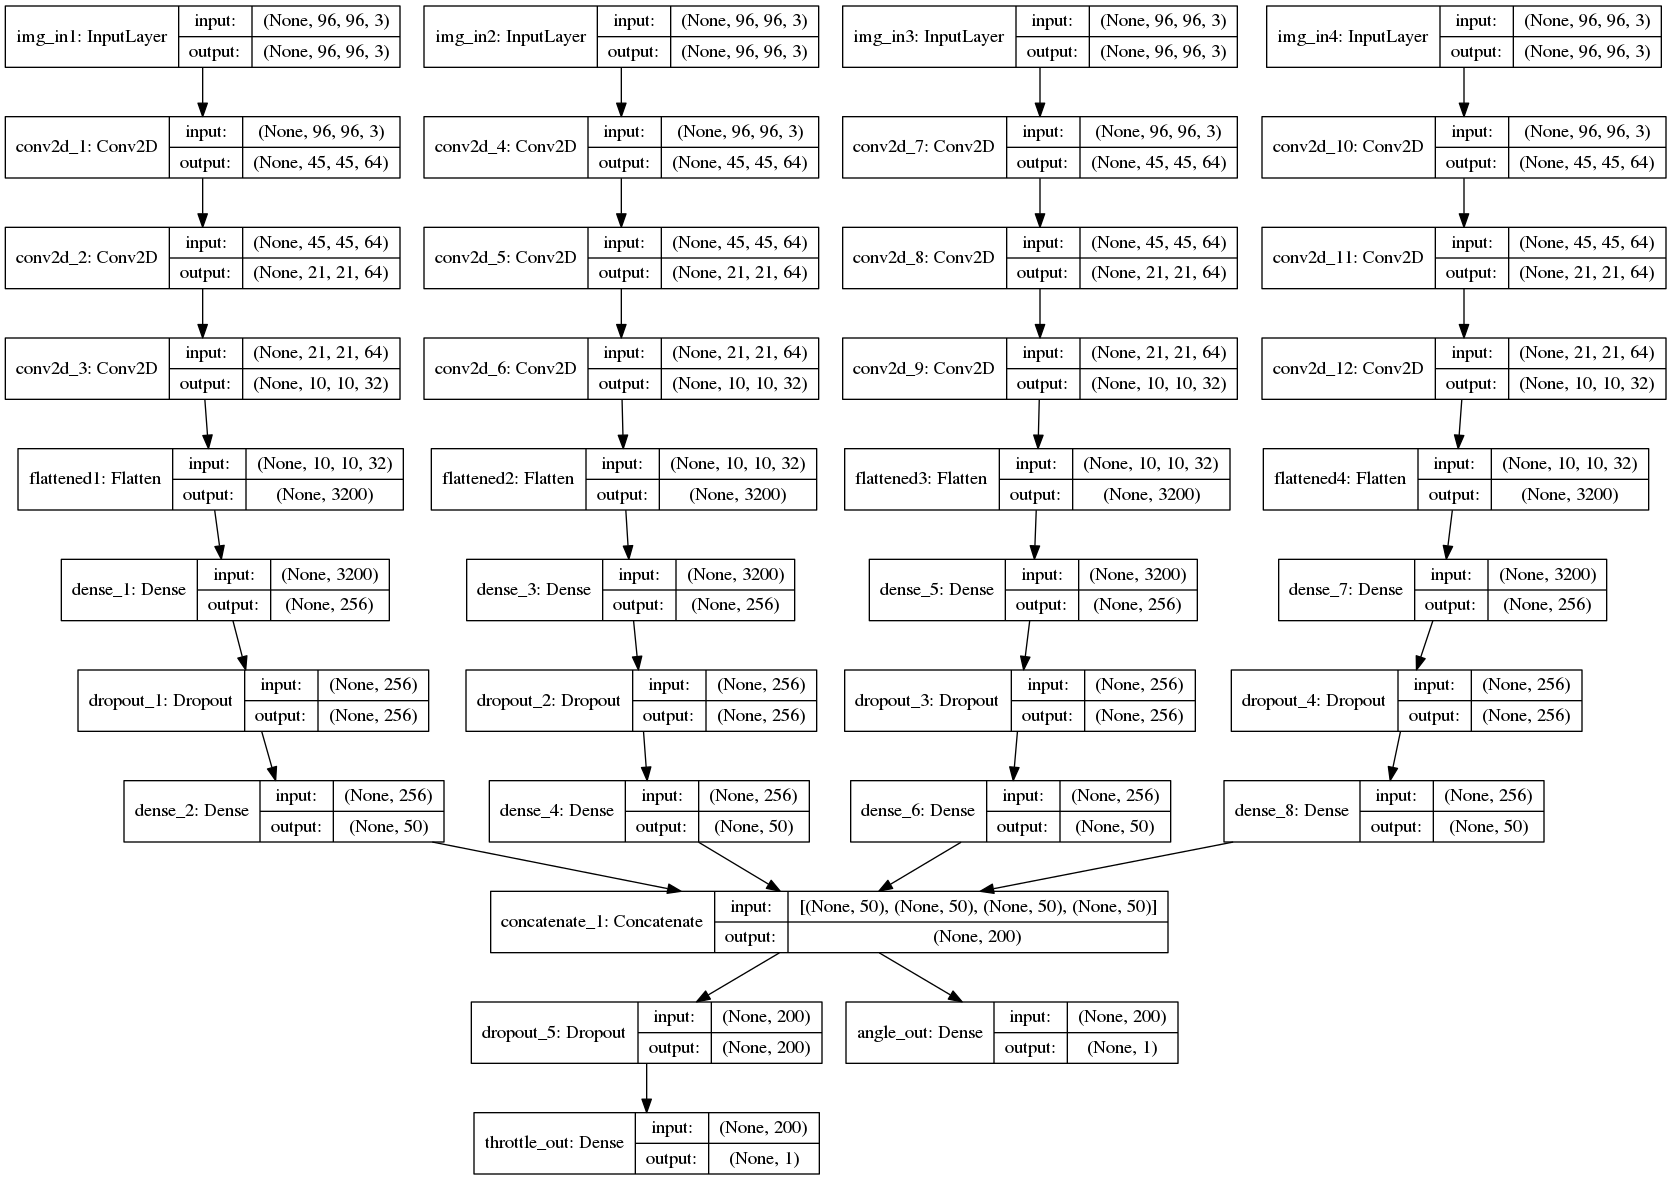 img_in1: InputLayer input: (None, 96, 96, 3) output: (None, 96, 96, 3)
img_in2: InputLayer input: (None, 96, 96, 3) output: (None, 96, 96, 3)
img_in3: InputLayer input: (None, 96, 96, 3) output: (None, 96, 96, 3)
img_in4: InputLayer input: (None, 96, 96, 3) output: (None, 96, 96, 3)
conv2d_1: Conv2D input: (None, 96, 96, 3) output: (None, 45, 45, 64)
conv2d_4: Conv2D input: (None, 96, 96, 3) output: (None, 45, 45, 64)
conv2d_7: Conv2D input: (None, 96, 96, 3) output: (None, 45, 45, 64)
conv2d_10: Conv2D input: (None, 96, 96, 3) output: (None, 45, 45, 64)
conv2d_2: Conv2D input: (None, 45, 45, 64) output: (None, 21, 21, 64)
conv2d_5: Conv2D input: (None, 45, 45, 64) output: (None, 21, 21, 64)
conv2d_8: Conv2D input: (None, 45, 45, 64) output: (None, 21, 21, 64)
conv2d_11: Conv2D input: (None, 45, 45, 64) output: (None, 21, 21, 64)
conv2d_3: Conv2D input: (None, 21, 21, 64) output: (None, 10, 10, 32)
conv2d_6: Conv2D input: (None, 21, 21, 64) output: (None, 10, 10, 32)
conv2d_9: Conv2D input: (None, 21, 21, 64) output: (None, 10, 10, 32)
conv2d_12: Conv2D input: (None, 21, 21, 64) output: (None, 10, 10, 32)
flattened1: Flatten input: (None, 10, 10, 32) output: (None, 3200)
flattened2: Flatten input: (None, 10, 10, 32) output: (None, 3200)
flattened3: Flatten input: (None, 10, 10, 32) output: (None, 3200)
flattened4: Flatten input: (None, 10, 10, 32) output: (None, 3200)
dense_1: Dense input: (None, 3200) output: (None, 256)
dense_3: Dense input: (None, 3200) output: (None, 256)
dense_5: Dense input: (None, 3200) output: (None, 256)
dense_7: Dense input: (None, 3200) output: (None, 256)
dropout_1: Dropout input: (None, 256) output: (None, 256)
dropout_2: Dropout input: (None, 256) output: (None, 256)
dropout_3: Dropout input: (None, 256) output: (None, 256)
dropout_4: Dropout input: (None, 256) output: (None, 256)
dense_2: Dense input: (None, 256) output: (None, 50)
dense_4: Dense input: (None, 256) output: (None, 50)
dense_6: Dense input: (None, 256) output: (None, 50)
dense_8: Dense input: (None, 256) output: (None, 50)
concatenate_1: Concatenate input: [(None, 50), (None, 50), (None, 50), (None, 50)] output: (None, 200)
dropout_5: Dropout input: (None, 200) output: (None, 200)
angle_out: Dense input: (None, 200) output: (None, 1)
throttle_out: Dense input: (None, 200) output: (None, 1)